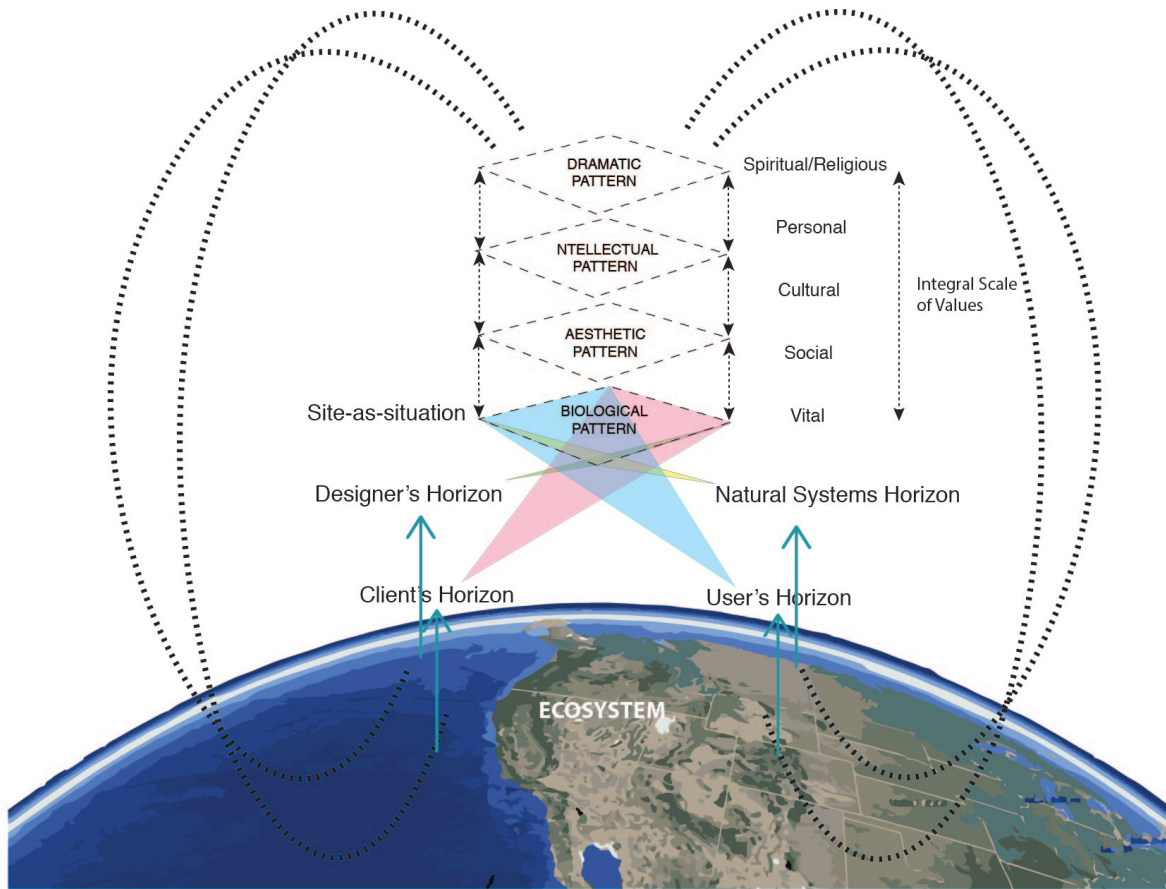 DRAMATIC
PATTERN
Spiritual/Religious
Personal
NTELLECTUAL
PATTERN
Cultural
Integral Scale
of Values
AESTHETIC
PATTERN
Social
Site-as-situation
BIOLOGICAL
PATTERN
Vital
Designer's Horizon
Natural Systems Horizon
Client's Horizon
User's Horizon
ECOSYSTEM